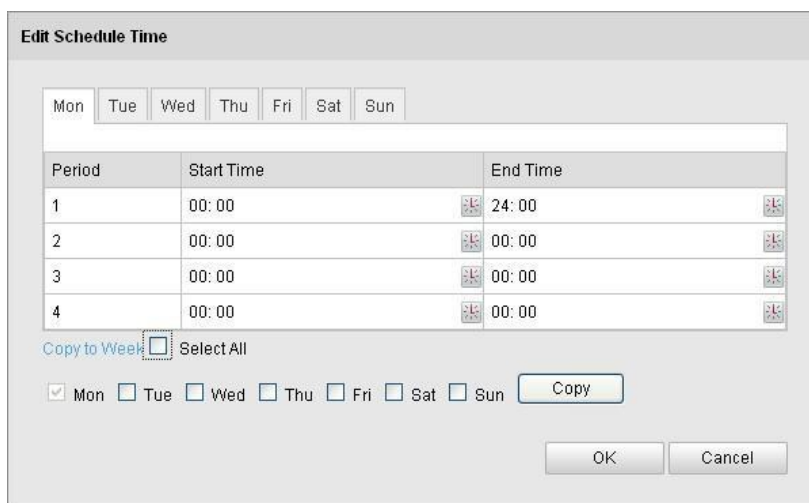 Edit Schedule Time
Mon Tue Wed Thu Fri Sat Sun
Period Start Time End Time
1 00: 00 24: 00
2 00: 00 00: 00
3 00: 00 00: 00
4 00: 00 00: 00
Copy to Week Select All
Mon Tue Wed Thu Fri Sat Sun Copy
OK Cancel